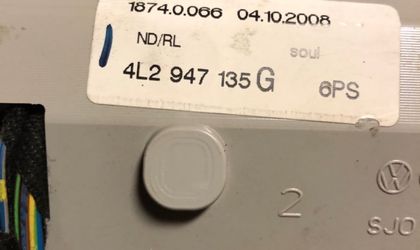 1874.0.066 04.10.2008
ND/RL
soul
4L2 947 135 G 6PS
2
SJO